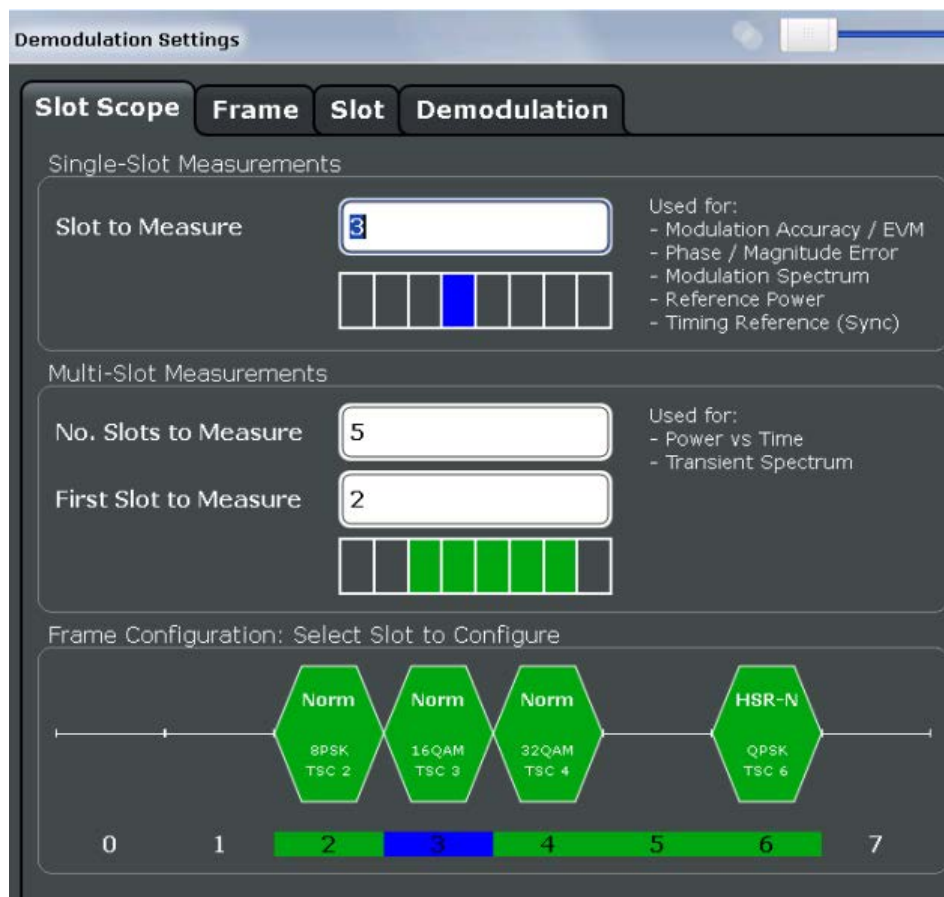 Demodulation Settings
Slot Scope Frame Slot Demodulation
Single-Slot Measurements
Slot to Measure 3
Used for:
- Modulation Accuracy / EVM
- Phase / Magnitude Error
- Modulation Spectrum
- Reference Power
- Timing Reference (Sync)
Multi-Slot Measurements
No. Slots to Measure 5
First Slot to Measure 2
Used for:
- Power vs Time
- Transient Spectrum
Frame Configuration: Select Slot to Configure
Norm Norm Norm HSR-N
8PSK 16QAM 32QAM QPSK
TSC 2 TSC 3 TSC 4 TSC 6
0 1 2 3 4 5 6 7